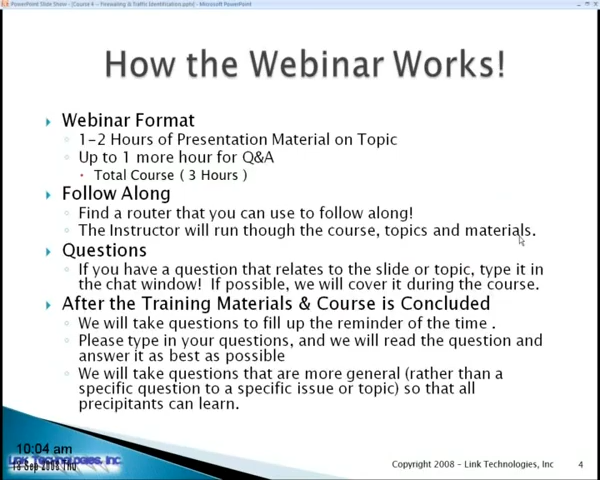 PowerPoint Slide Show - [Course 4 - Firewalling & Traffic Identification.pptx] - Microsoft PowerPoint
How the Webinar Works!
Webinar Format
1-2 Hours of Presentation Material on Topic
Up to 1 more hour for Q&A
Total Course ( 3 Hours )
Follow Along
Find a router that you can use to follow along!
The Instructor will run though the course, topics and materials.
Questions
If you have a question that relates to the slide or topic, type it in
the chat window!  If possible, we will cover it during the course.
After the Training Materials & Course is Concluded
We will take questions to fill up the reminder of the time .
Please type in your questions, and we will read the question and
answer it as best as possible
We will take questions that are more general (rather than a
specific question to a specific issue or topic) so that all
precipitants can learn.
10:04 am
Link Technologies, Inc
Sep 2008 Thu
Copyright 2008 – Link Technologies, Inc
4